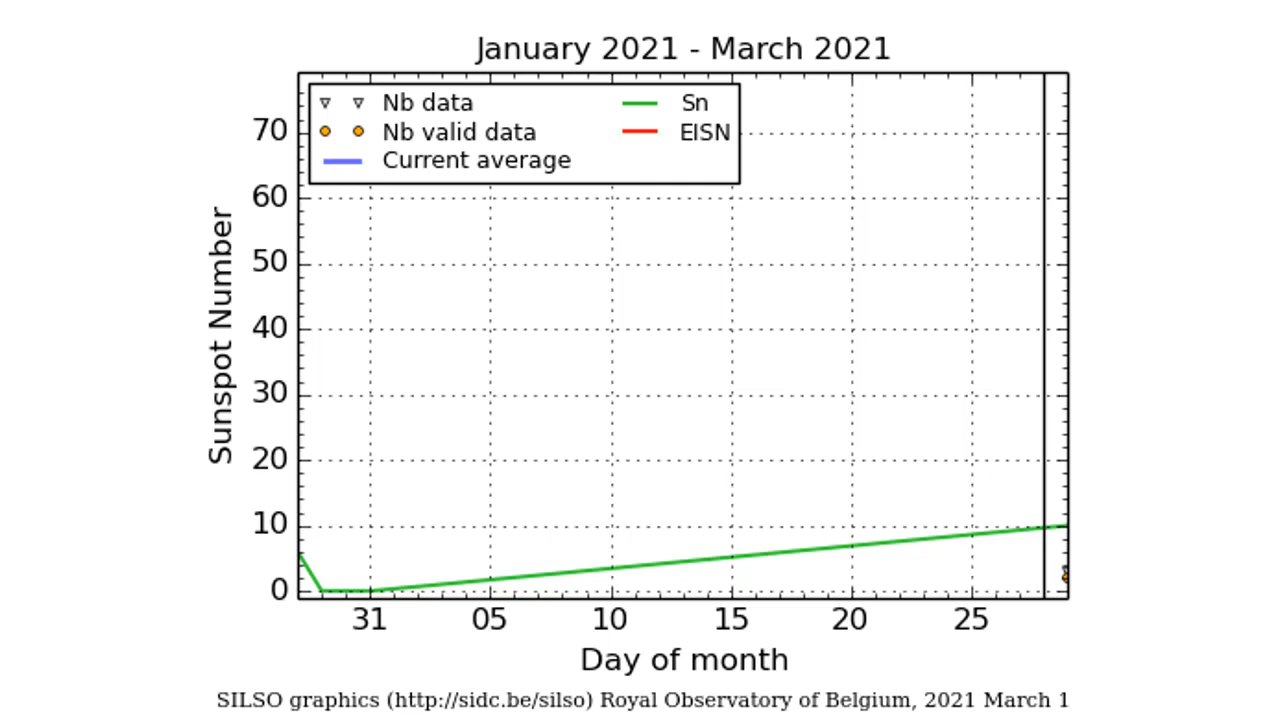 January 2021 - March 2021
Nb data
Nb valid data
Current average
Sn
EISN
70
60
50
40
30
20
10
0
Sunspot Number
31 05 10 15 20 25
Day of month
SILSO graphics (http://sidc.be/silso) Royal Observatory of Belgium, 2021 March 1